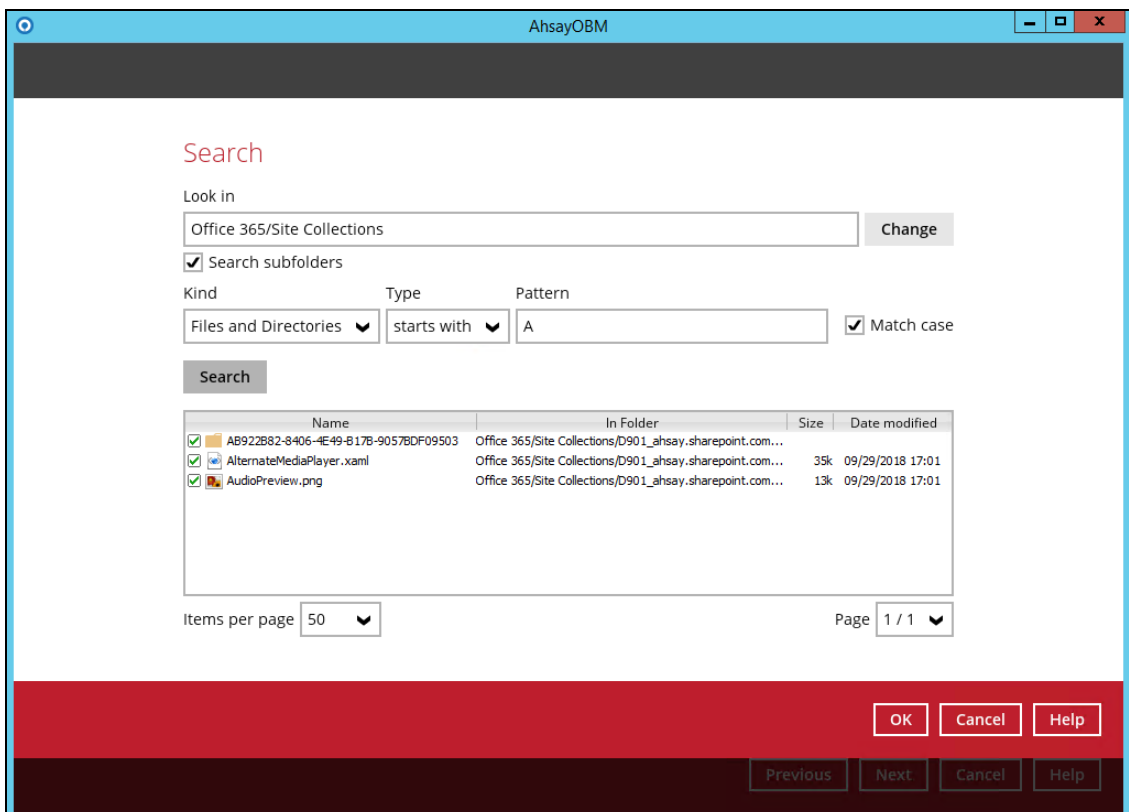 AhsayOBM
Search
Look in
Office 365/Site Collections
Change
Search subfolders
Kind Type Pattern
Files and Directories starts with A Match case
Search
Name In Folder Size Date modified
AB922B82-8406-4E49-B17B-9057BDF09503 Office 365/Site Collections/D901_ahsay.sharepoint.com...
AlternateMediaPlayer.xaml Office 365/Site Collections/D901_ahsay.sharepoint.com... 35k 09/29/2018 17:01
AudioPreview.png Office 365/Site Collections/D901_ahsay.sharepoint.com... 13k 09/29/2018 17:01
Items per page 50 Page 1 / 1
OK Cancel Help
Previous Next Cancel Help